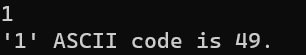 1
'1' ASCII code is 49.